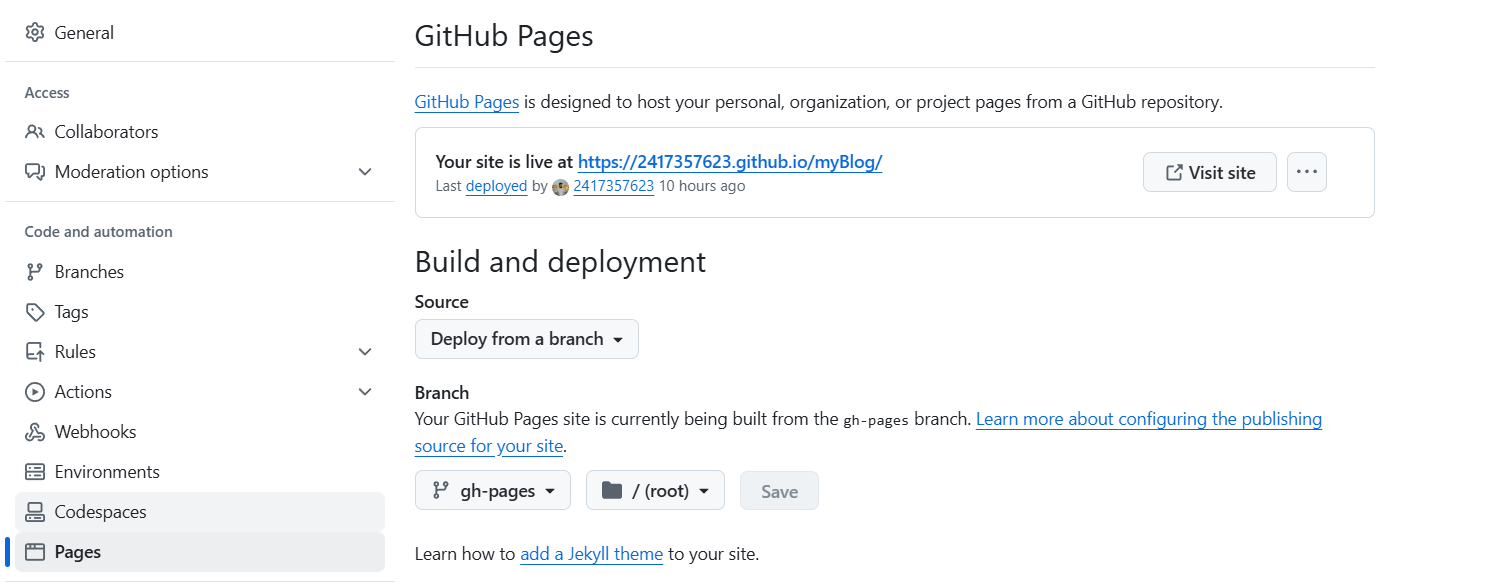 General
Access
Collaborators
Moderation options
Code and automation
Branches
Tags
Rules
Actions
Webhooks
Environments
Codespaces
Pages
GitHub Pages
GitHub Pages is designed to host your personal, organization, or project pages from a GitHub repository.
Your site is live at https://2417357623.github.io/myBlog/
Last deployed by 2417357623 10 hours ago
Visit site
Build and deployment
Source
Deploy from a branch
Branch
Your GitHub Pages site is currently being built from the gh-pages branch. Learn more about configuring the publishing
source for your site.
gh-pages
/ (root)
Save
Learn how to add a Jekyll theme to your site.